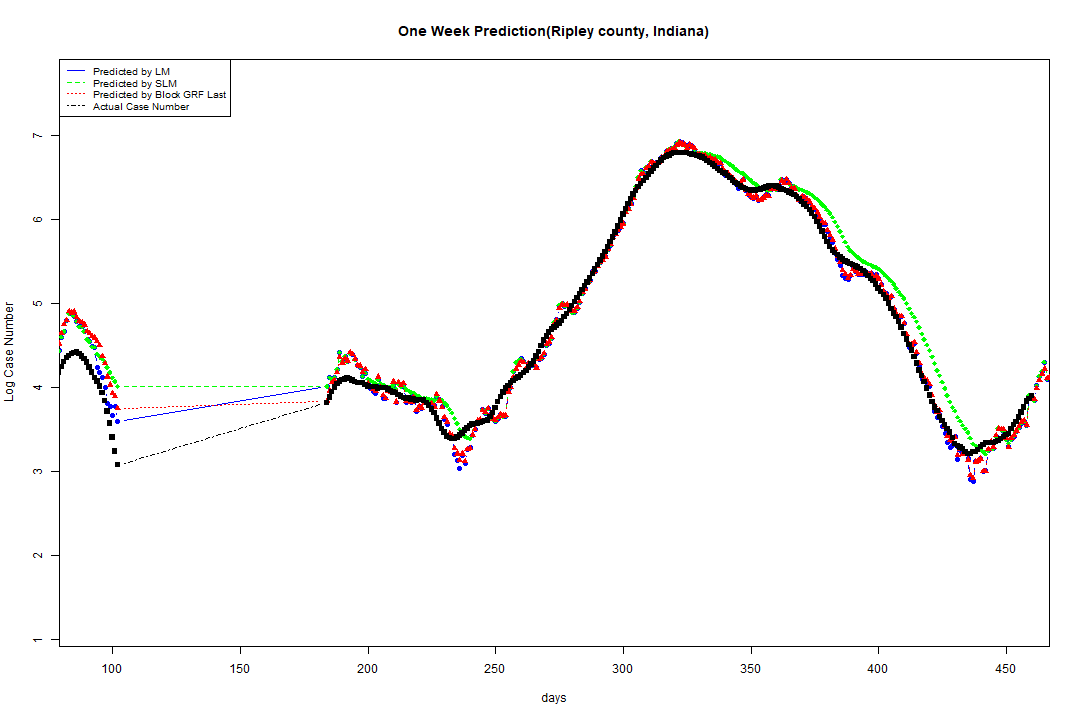 One Week Prediction(Ripley county, Indiana)
Predicted by LM
Predicted by SLM
Predicted by Block GRF Last
Actual Case Number
Log Case Number
7
6
5
4
3
2
1
100 150 200 250 300 350 400 450
days